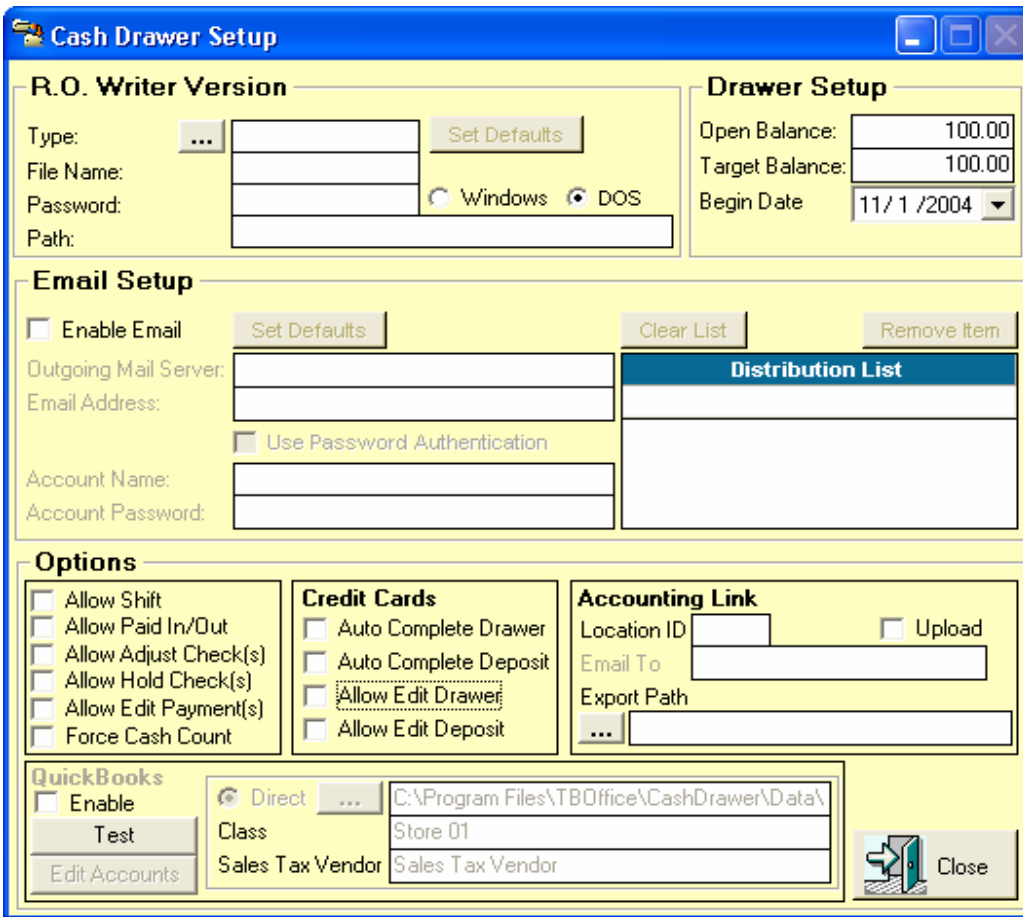 Cash Drawer Setup
R.O. Writer Version
Type: ... Set Defaults
File Name:
Password: Windows DOS
Path:
Drawer Setup
Open Balance: 100.00
Target Balance: 100.00
Begin Date 11/ 1 /2004
Email Setup
Enable Email Set Defaults Clear List Remove Item
Outgoing Mail Server: Distribution List
Email Address:
Use Password Authentication
Account Name:
Account Password:
Options
Allow Shift
Allow Paid In/Out
Allow Adjust Check(s)
Allow Hold Check(s)
Allow Edit Payment(s)
Force Cash Count
Credit Cards
Auto Complete Drawer
Auto Complete Deposit
Allow Edit Drawer
Allow Edit Deposit
Accounting Link
Location ID Upload
Email To
Export Path
...
QuickBooks
Enable
Test
Edit Accounts
Direct ... C:\Program Files\TBOffice\CashDrawer\Data\
Class Store 01
Sales Tax Vendor Sales Tax Vendor
Close